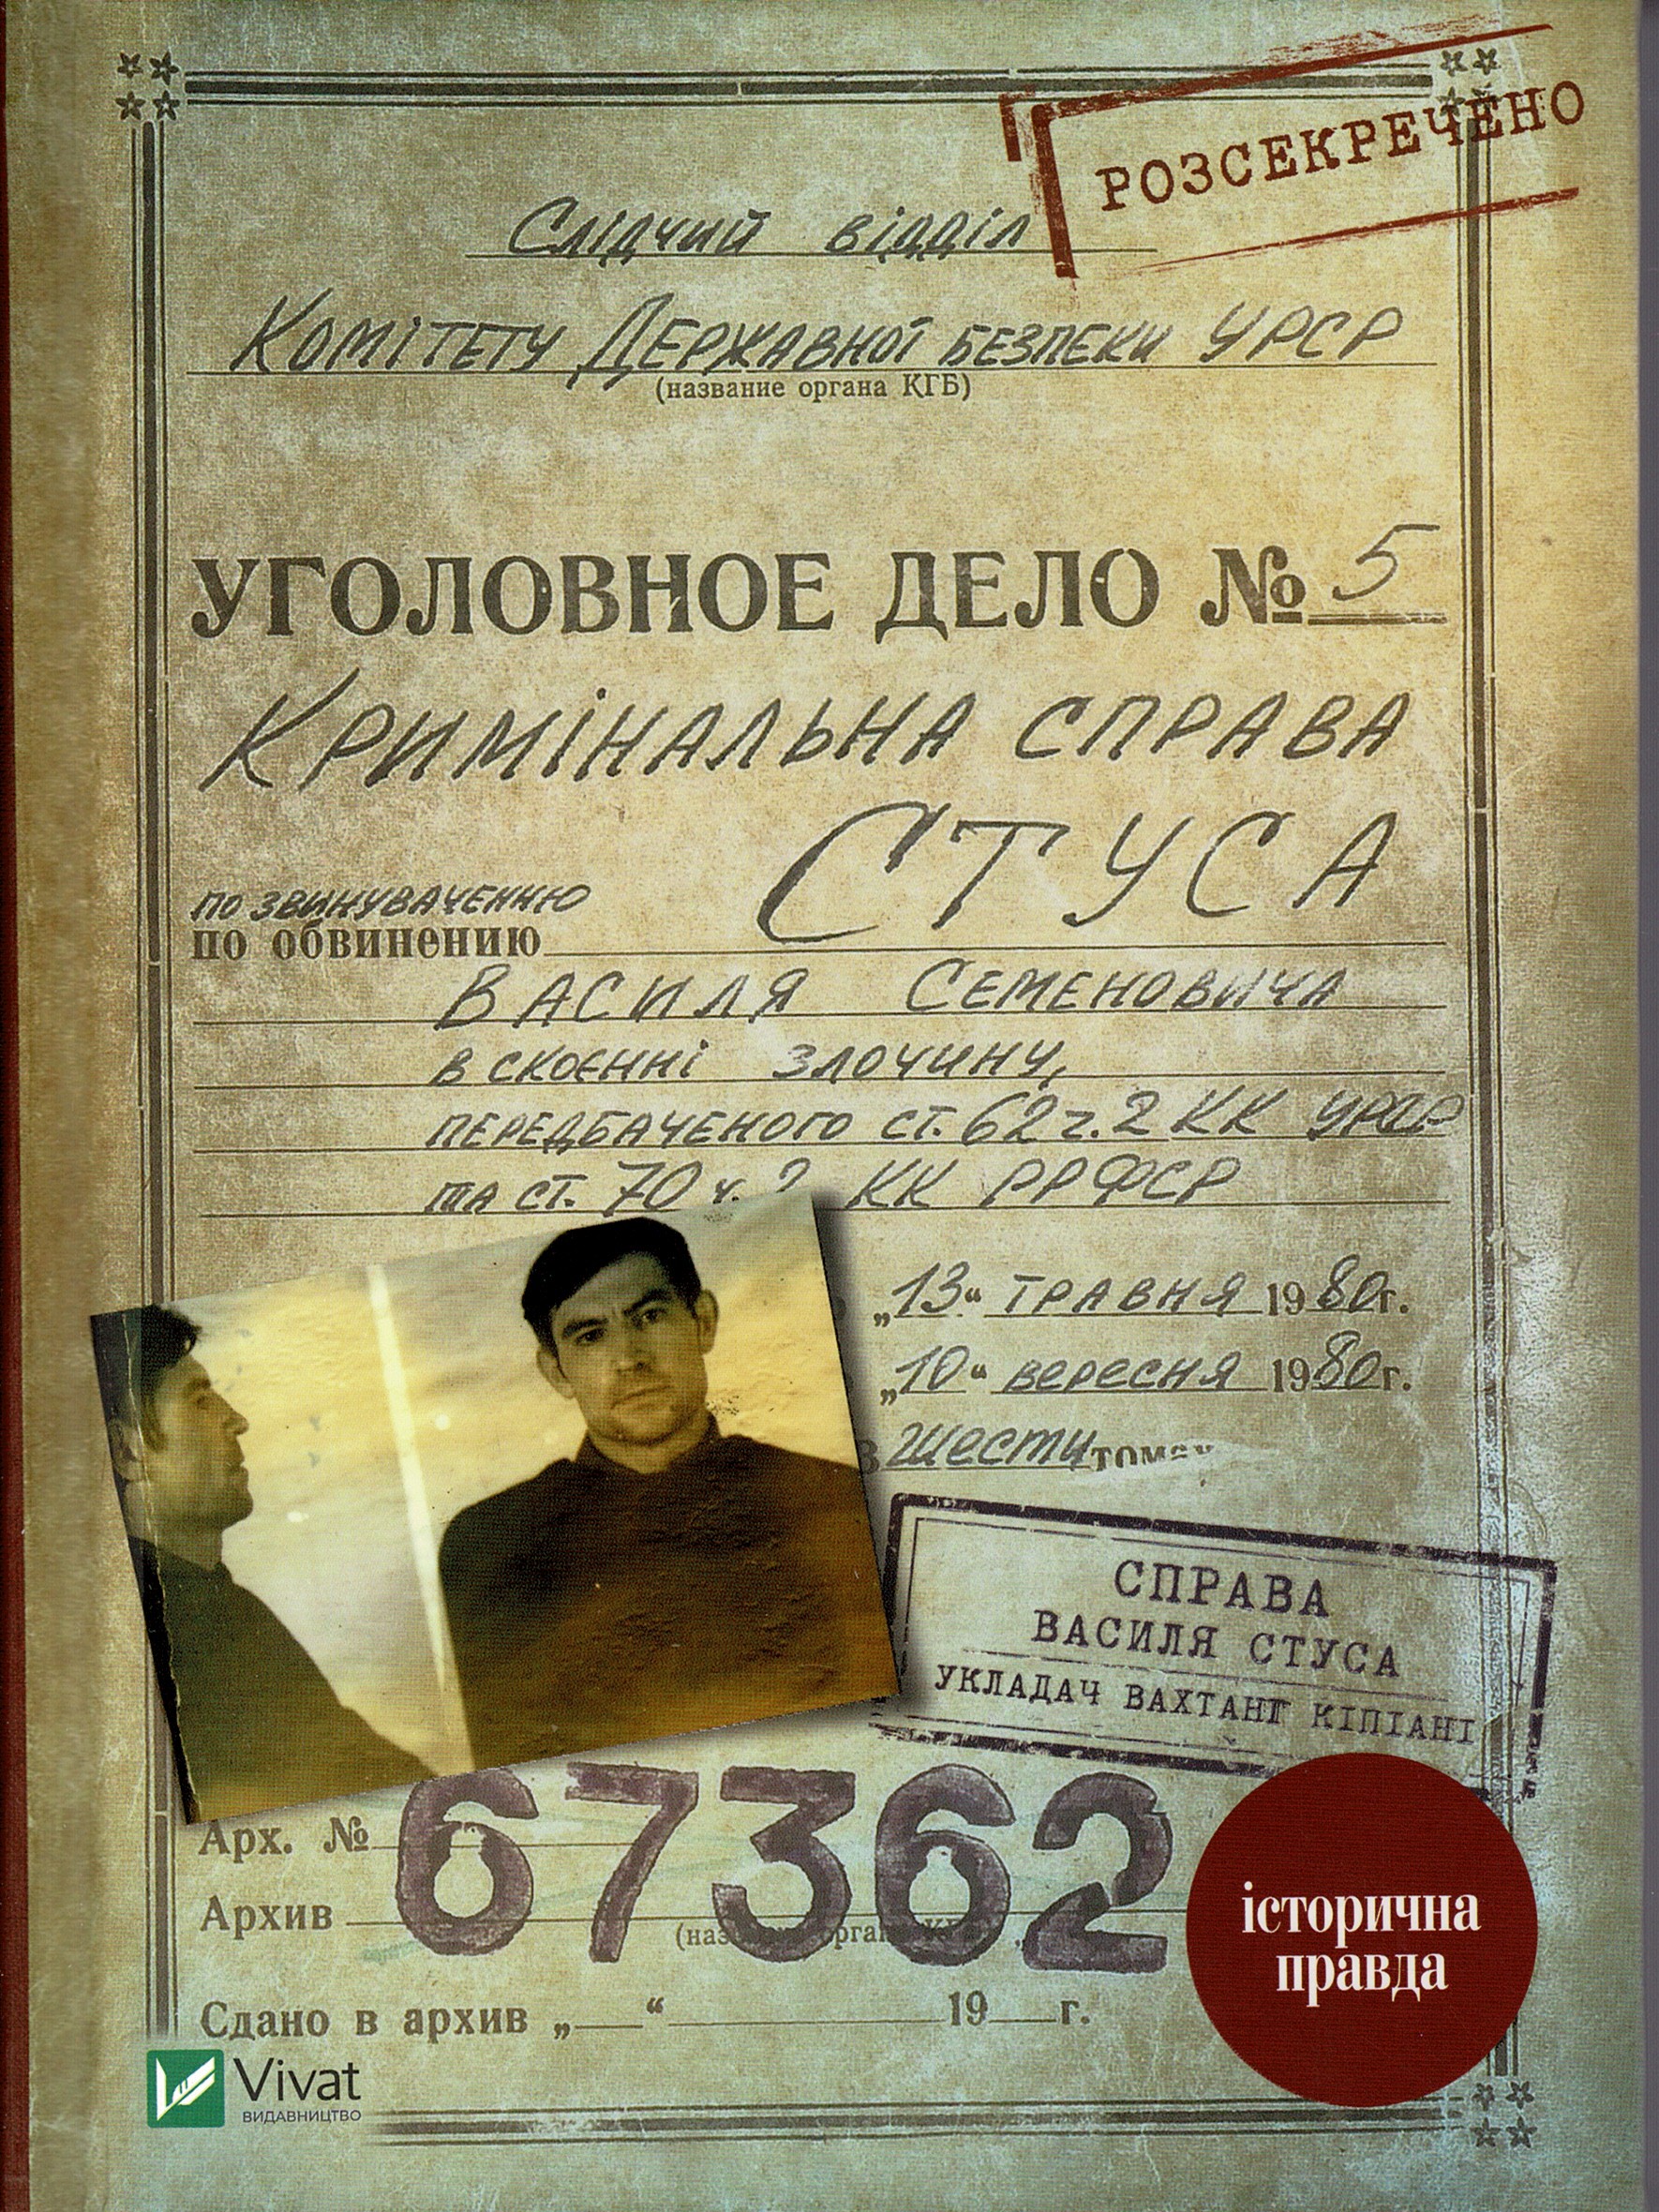 РОЗСЕКРЕЧЕНО
Слідчий відділ
Комітету Державної безпеки УРСР
(название органа КГБ)
УГОЛОВНОЕ ДЕЛО № 5
Кримінальна справа
СТУСА
по звинуваченню
по обвинению
Василя Семеновича
в скоєнні злочину,
передбаченого ст. 62 ч. 2 КК УРСР
та ст. 70 ч. 2 КК РРФСР
„13“ травня 1980 г.
„10“ вересня 1980 г.
в шести томах
СПРАВА
ВАСИЛЯ СТУСА
УКЛАДАЧ ВАХТАНГ КІПІАНІ
Арх. № 67362
Архив
Сдано в архив „ “ 19 г.
історична
правда
Vivat
ВИДАВНИЦТВО